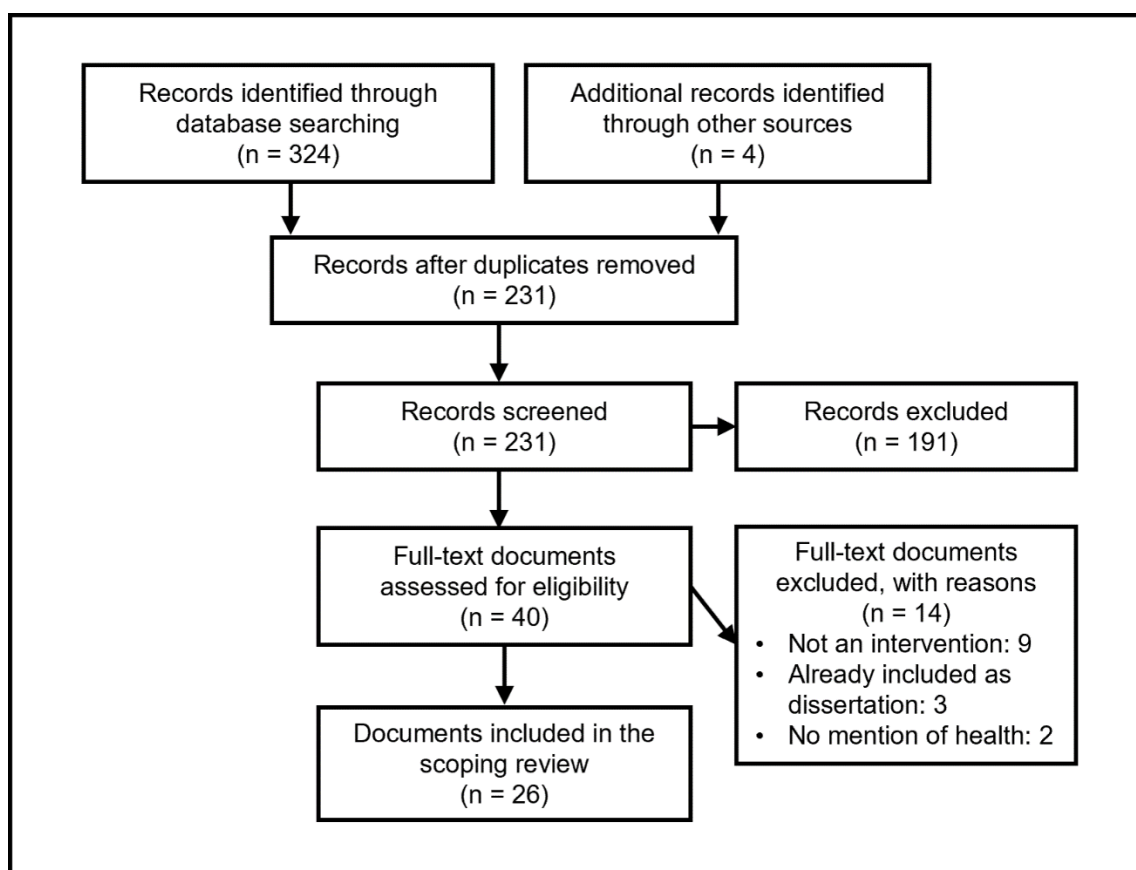 Records identified through
database searching
(n = 324)
Additional records identified
through other sources
(n = 4)
Records after duplicates removed
(n = 231)
Records screened
(n = 231)
Records excluded
(n = 191)
Full-text documents
assessed for eligibility
(n = 40)
Full-text documents
excluded, with reasons
(n = 14)
• Not an intervention: 9
• Already included as
dissertation: 3
• No mention of health: 2
Documents included in the
scoping review
(n = 26)